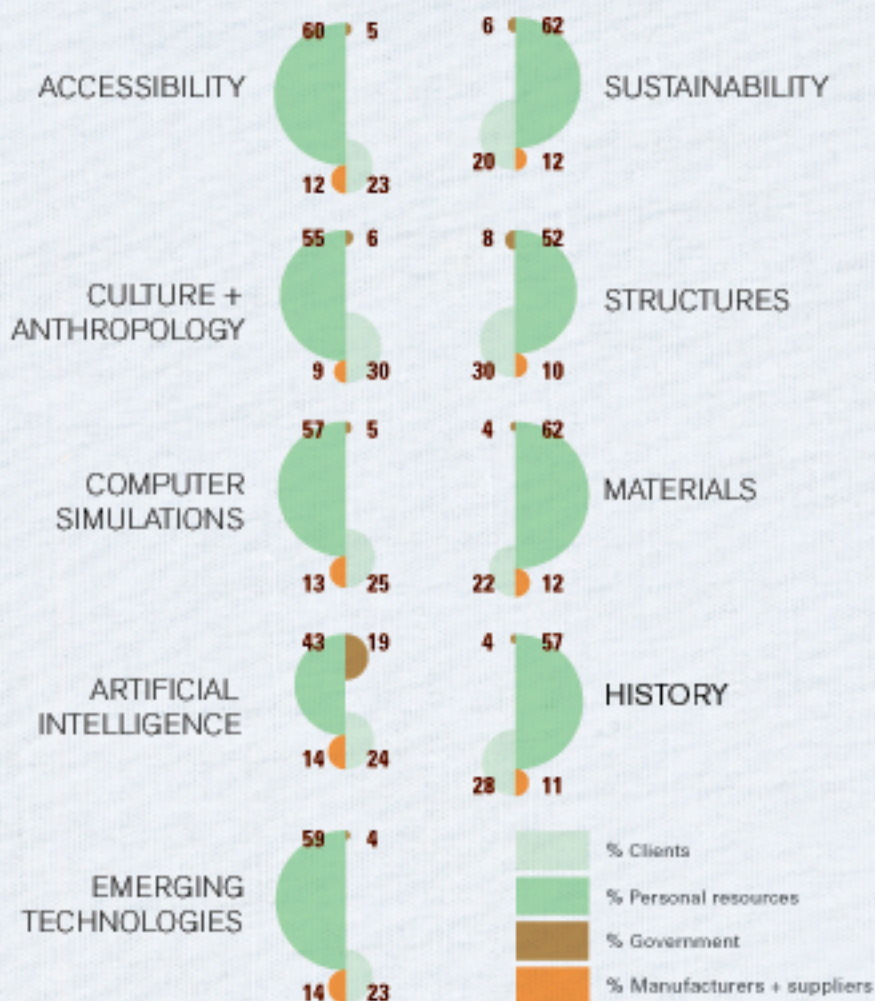 60 5
6 62
ACCESSIBILITY
SUSTAINABILITY
12 23
20 12
55 6
8 52
CULTURE +
ANTHROPOLOGY
STRUCTURES
9 30
30 10
57 5
4 62
COMPUTER
SIMULATIONS
MATERIALS
13 25
22 12
43 19
4 57
ARTIFICIAL
INTELLIGENCE
HISTORY
14 24
28 11
59 4
EMERGING
TECHNOLOGIES
14 23
% Clients
% Personal resources
% Government
% Manufacturers + suppliers